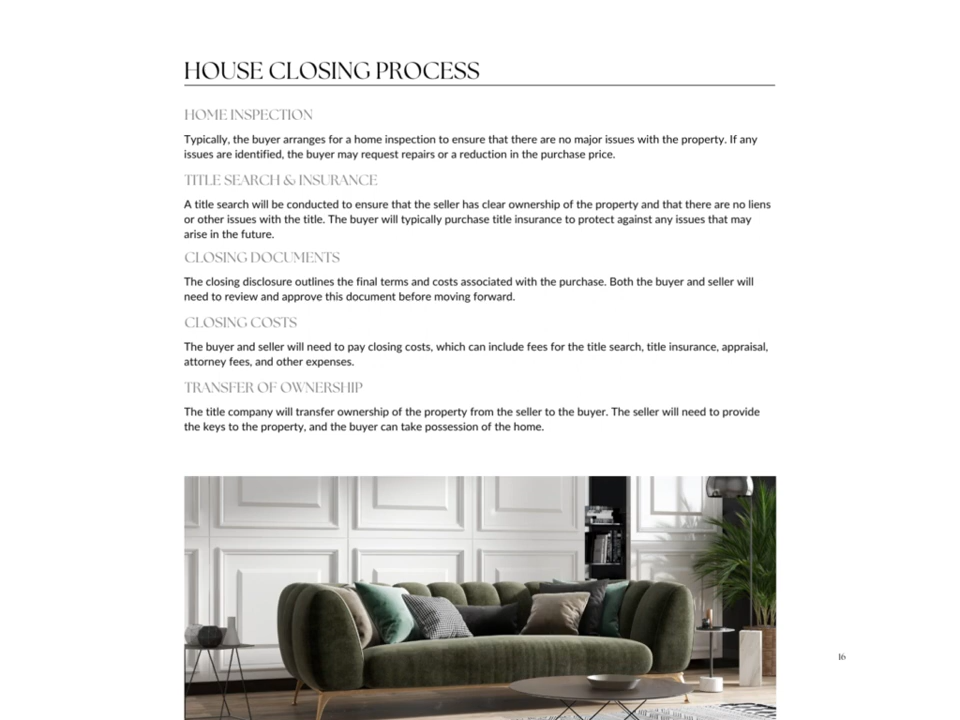 HOUSE CLOSING PROCESS
HOME INSPECTION
Typically, the buyer arranges for a home inspection to ensure that there are no major issues with the property. If any
issues are identified, the buyer may request repairs or a reduction in the purchase price.
TITLE SEARCH & INSURANCE
A title search will be conducted to ensure that the seller has clear ownership of the property and that there are no liens
or other issues with the title. The buyer will typically purchase title insurance to protect against any issues that may
arise in the future.
CLOSING DOCUMENTS
The closing disclosure outlines the final terms and costs associated with the purchase. Both the buyer and seller will
need to review and approve this document before moving forward.
CLOSING COSTS
The buyer and seller will need to pay closing costs, which can include fees for the title search, title insurance, appraisal,
attorney fees, and other expenses.
TRANSFER OF OWNERSHIP
The title company will transfer ownership of the property from the seller to the buyer. The seller will need to provide
the keys to the property, and the buyer can take possession of the home.
16